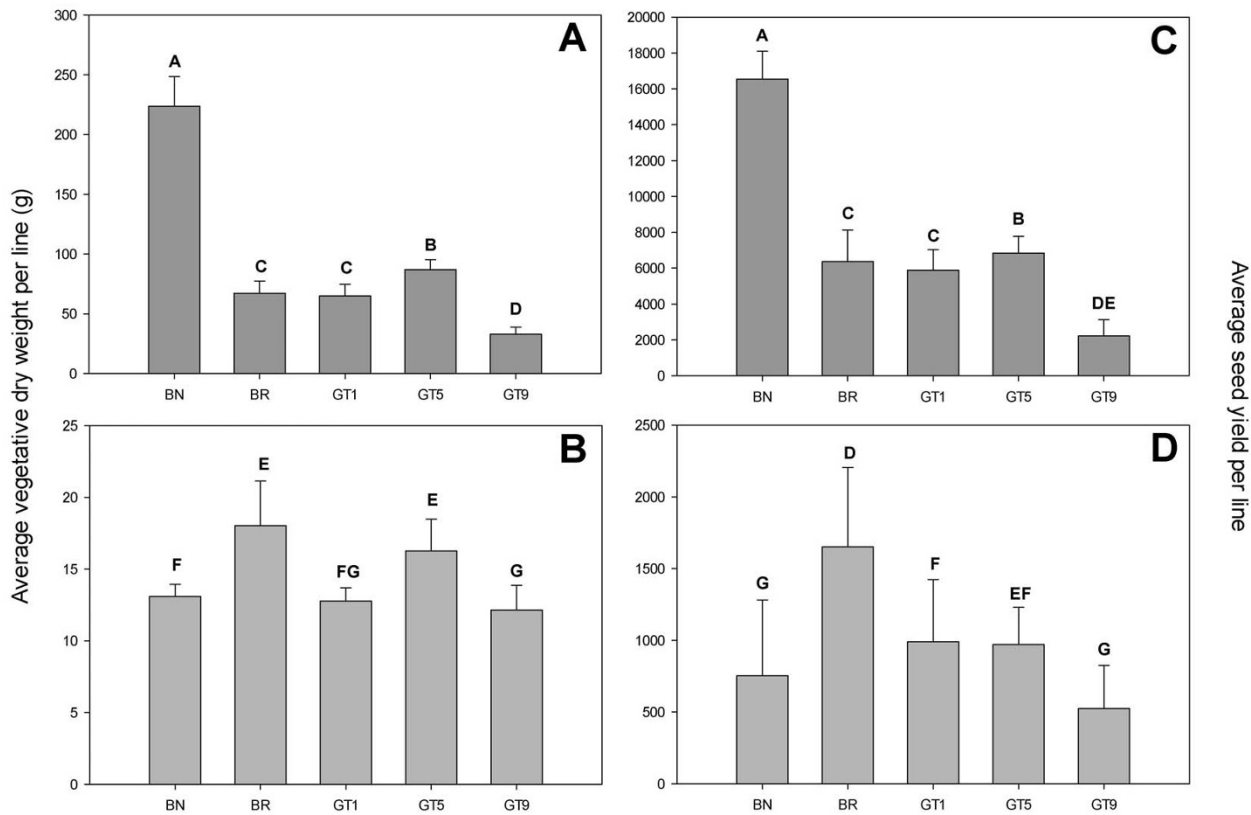 Average vegetative dry weight per line (g)
A
300
250
200
150
100
50
0
A
C
C
B
D
BN BR GT1 GT5 GT9
B
25
20
15
10
5
0
F
E
FG
E
G
BN BR GT1 GT5 GT9
C
20000
18000
16000
14000
12000
10000
8000
6000
4000
2000
0
A
C
C
B
DE
BN BR GT1 GT5 GT9
D
2500
2000
1500
1000
500
0
G
D
F
EF
G
BN BR GT1 GT5 GT9
Average seed yield per line